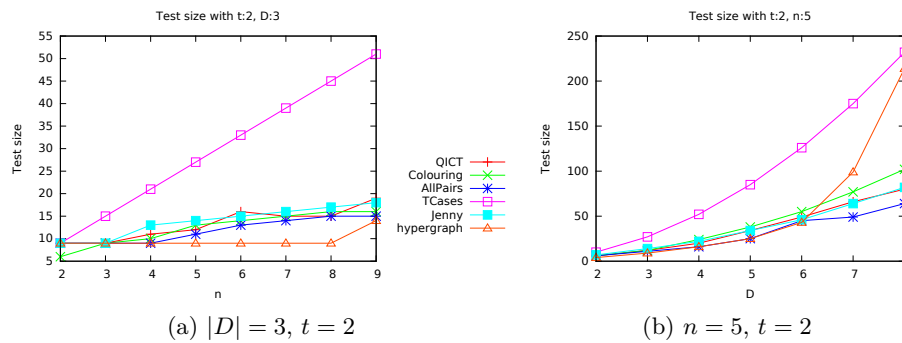 Test size with t:2, D:3
55
50
45
40
35
30
25
20
15
10
5
2 3 4 5 6 7 8 9
Test size
n
QICT
Colouring
AllPairs
TCases
Jenny
hypergraph
Test size with t:2, n:5
250
200
150
100
50
0
2 3 4 5 6 7
Test size
D
(a) |D| = 3, t = 2
(b) n = 5, t = 2